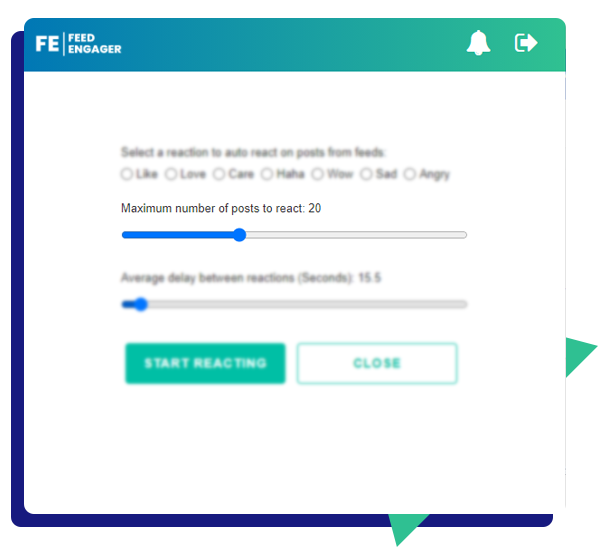 FE FEED
ENGAGER
Select a reaction to auto react on posts from feeds:
Like Love Care Haha Wow Sad Angry
Maximum number of posts to react: 20
Average delay between reactions (Seconds): 15.5
START REACTING CLOSE